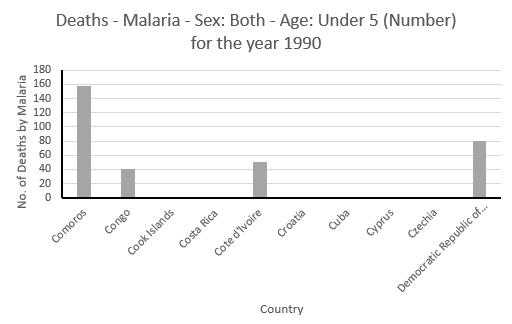 Deaths - Malaria - Sex: Both - Age: Under 5 (Number)
for the year 1990
No. of Deaths by Malaria
180
160
140
120
100
80
60
40
20
0
Comoros
Congo
Cook Islands
Costa Rica
Cote d'Ivoire
Croatia
Cuba
Cyprus
Czechia
Democratic Republic of...
Country